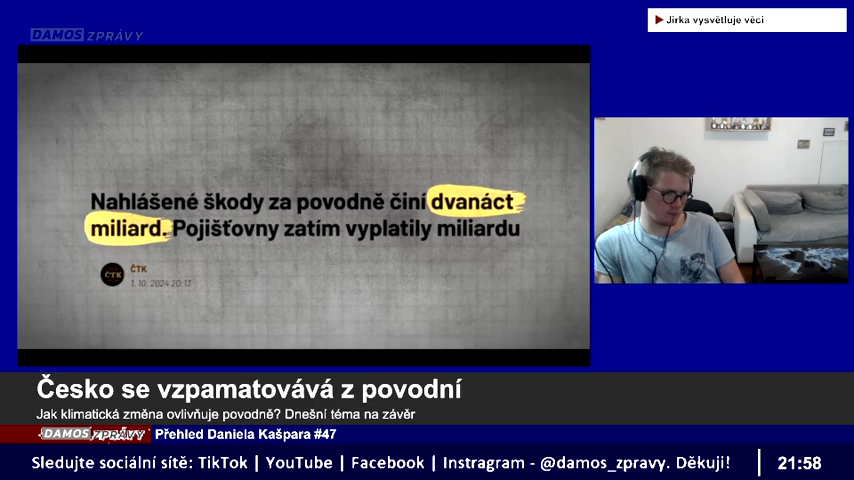 DAMOS ZPRÁVY
Jirka vysvětluje věci
Nahlášené škody za povodně činí dvanáct
miliard. Pojišťovny zatím vyplatily miliardu
ČTK
ČTK
1. 10. 2024 20:13
Česko se vzpamatovává z povodní
Jak klimatická změna ovlivňuje povodně? Dnešní téma na závěr
DAMOS ZPRÁVY Přehled Daniela Kašpara #47
Sledujte sociální sítě: TikTok | YouTube | Facebook | Instragram - @damos_zpravy. Děkuji!
21:58